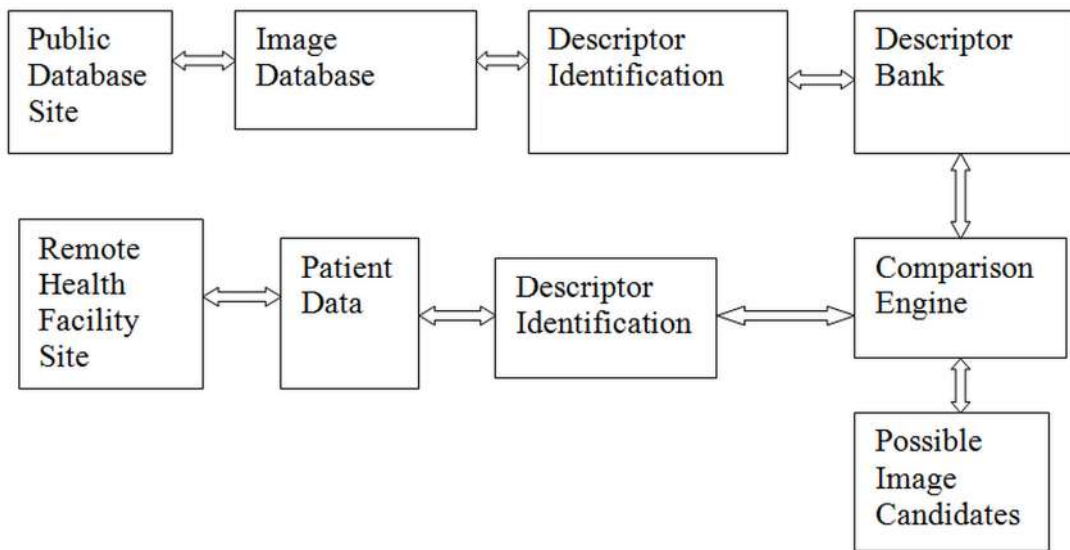 Public
Database
Site
Image
Database
Descriptor
Identification
Descriptor
Bank
Remote
Health
Facility
Site
Patient
Data
Descriptor
Identification
Comparison
Engine
Possible
Image
Candidates